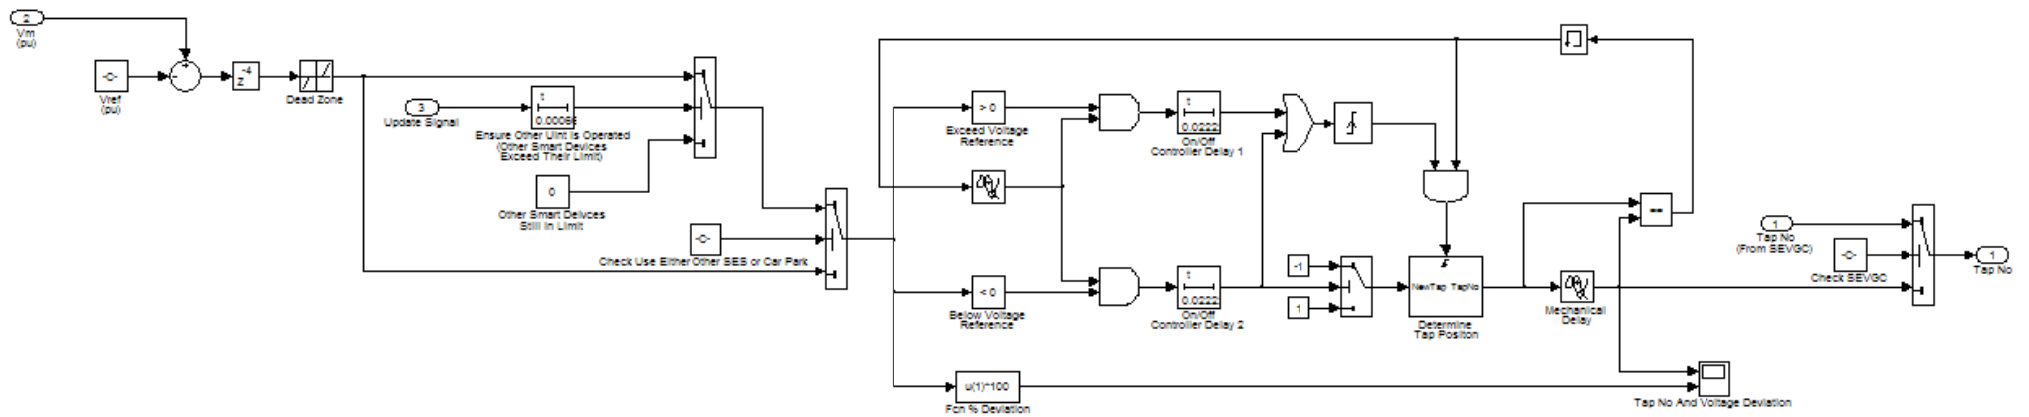 2
Vm
(pu)
-C-
Vref
(pu)
+
-
-4
Z
Dead Zone
3
Update Signal
t
0.00066
Ensure Other Uint is Operated
(Other Smart Devices
Exceed Their Limit)
0
Other Smart Deivces
Still In Limit
-C-
Check Use Either Other SES or Car Park
> 0
Exceed Voltage
Reference
< 0
Below Voltage
Reference
u(1)*100
Fcn % Deviation
t
0.0222
On/Off
Controller Delay 1
t
0.0222
On/Off
Controller Delay 2
-1
1
NewTap TapNo
Determine
Tap Positon
Mechanical
Delay
==
1
Tap No
(From SEVGC)
-C-
Check SEVGC
1
Tap No
Tap No And Voltage Deviation